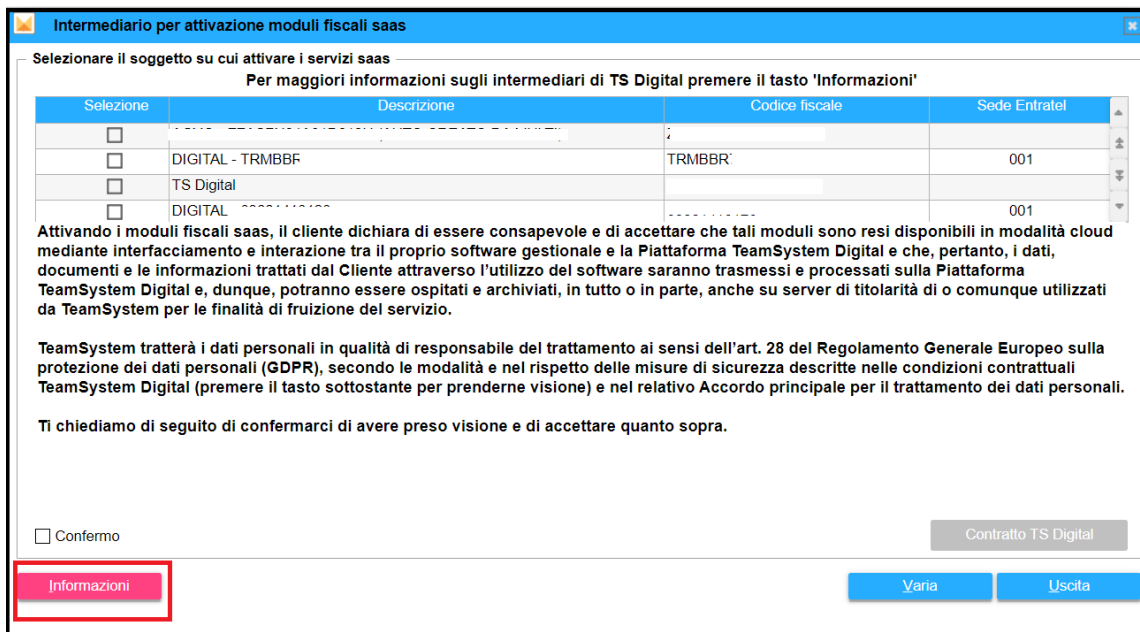 Intermediario per attivazione moduli fiscali saas
Selezionare il soggetto su cui attivare i servizi saas
Per maggiori informazioni sugli intermediari di TS Digital premere il tasto 'Informazioni'
Selezione Descrizione Codice fiscale Sede Entratel
DIGITAL - TRMBBR TRMBBR 001
TS Digital
DIGITAL - 001
Attivando i moduli fiscali saas, il cliente dichiara di essere consapevole e di accettare che tali moduli sono resi disponibili in modalità cloud
mediante interfacciamento e interazione tra il proprio software gestionale e la Piattaforma TeamSystem Digital e che, pertanto, i dati,
documenti e le informazioni trattati dal Cliente attraverso l'utilizzo del software saranno trasmessi e processati sulla Piattaforma
TeamSystem Digital e, dunque, potranno essere ospitati e archiviati, in tutto o in parte, anche su server di titolarità di o comunque utilizzati
da TeamSystem per le finalità di fruizione del servizio.
TeamSystem tratterà i dati personali in qualità di responsabile del trattamento ai sensi dell'art. 28 del Regolamento Generale Europeo sulla
protezione dei dati personali (GDPR), secondo le modalità e nel rispetto delle misure di sicurezza descritte nelle condizioni contrattuali
TeamSystem Digital (premere il tasto sottostante per prenderne visione) e nel relativo Accordo principale per il trattamento dei dati personali.
Ti chiediamo di seguito di confermarci di avere preso visione e di accettare quanto sopra.
Confermo
Contratto TS Digital
Informazioni
Varia
Uscita